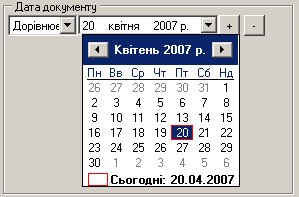 Дата документу
Дорівнює 20 квітня 2007 р. + -
Квітень 2007 р.
Пн Вв Ср Чт Пт Сб Нд
26 27 28 29 30 31 1
2 3 4 5 6 7 8
9 10 11 12 13 14 15
16 17 18 19 20 21 22
23 24 25 26 27 28 29
30 1 2 3 4 5 6
Сьогодні: 20.04.2007